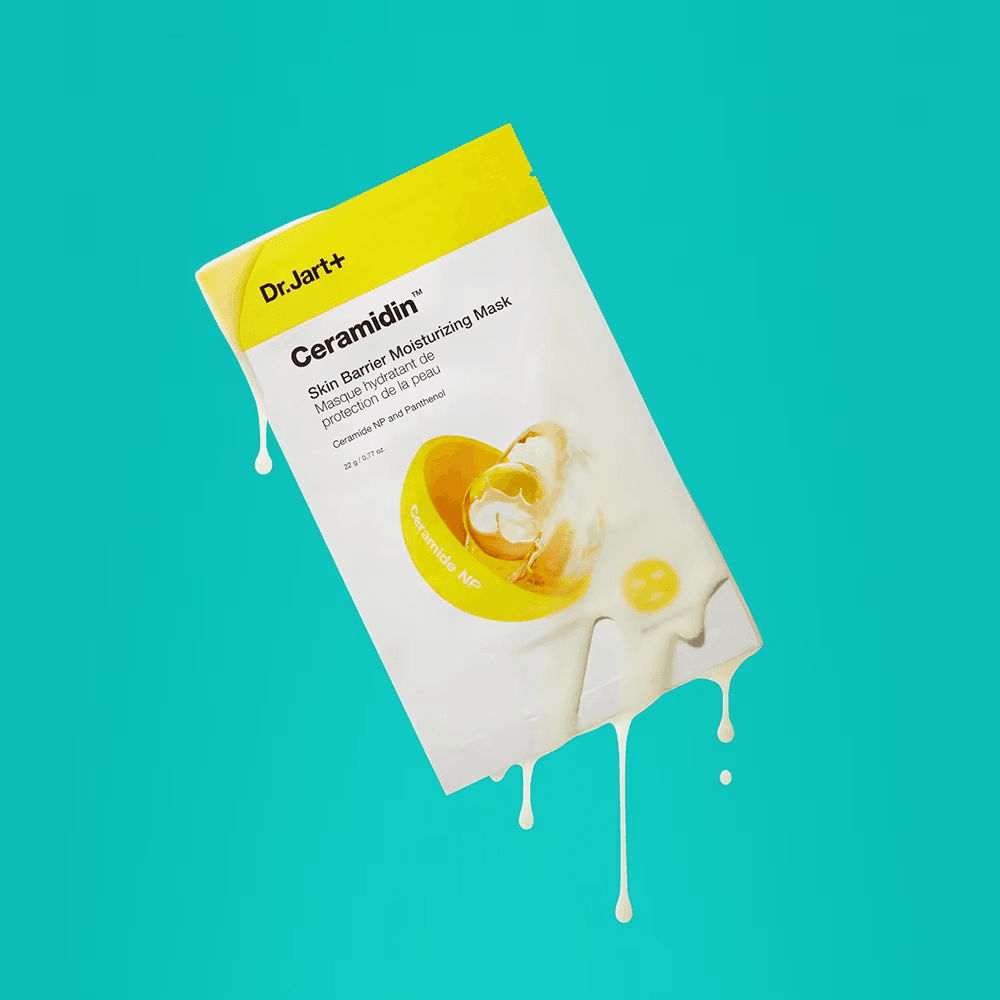 Dr.Jart+
Ceramidin™
Skin Barrier Moisturizing Mask
Masque hydratant de
protection de la peau
Ceramide NP and Panthenol
22 g / 0.77 oz.
Ceramide NP